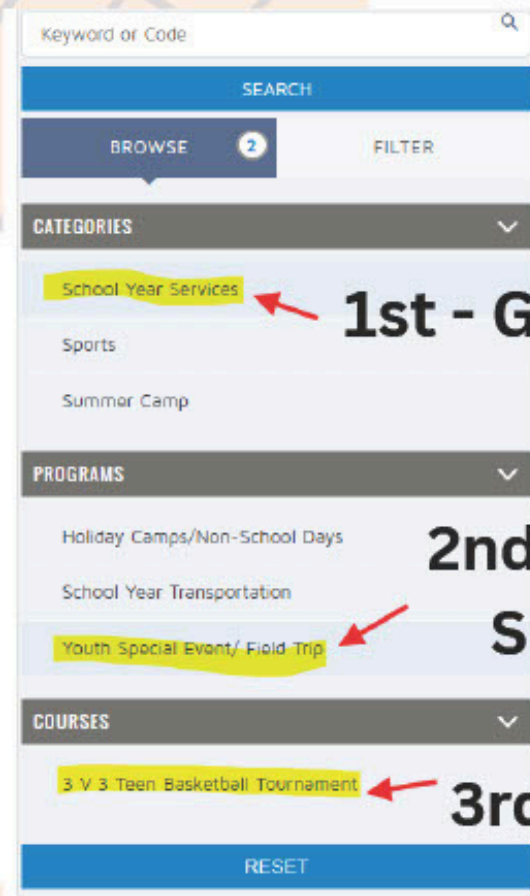 Keyword or Code
SEARCH
BROWSE 2 FILTER
CATEGORIES
School Year Services
1st - G
Sports
Summer Camp
PROGRAMS
Holiday Camps/Non-School Days
2nd
School Year Transportation
S
Youth Special Event/ Field Trip
COURSES
3 V 3 Teen Basketball Tournament
3rd
RESET